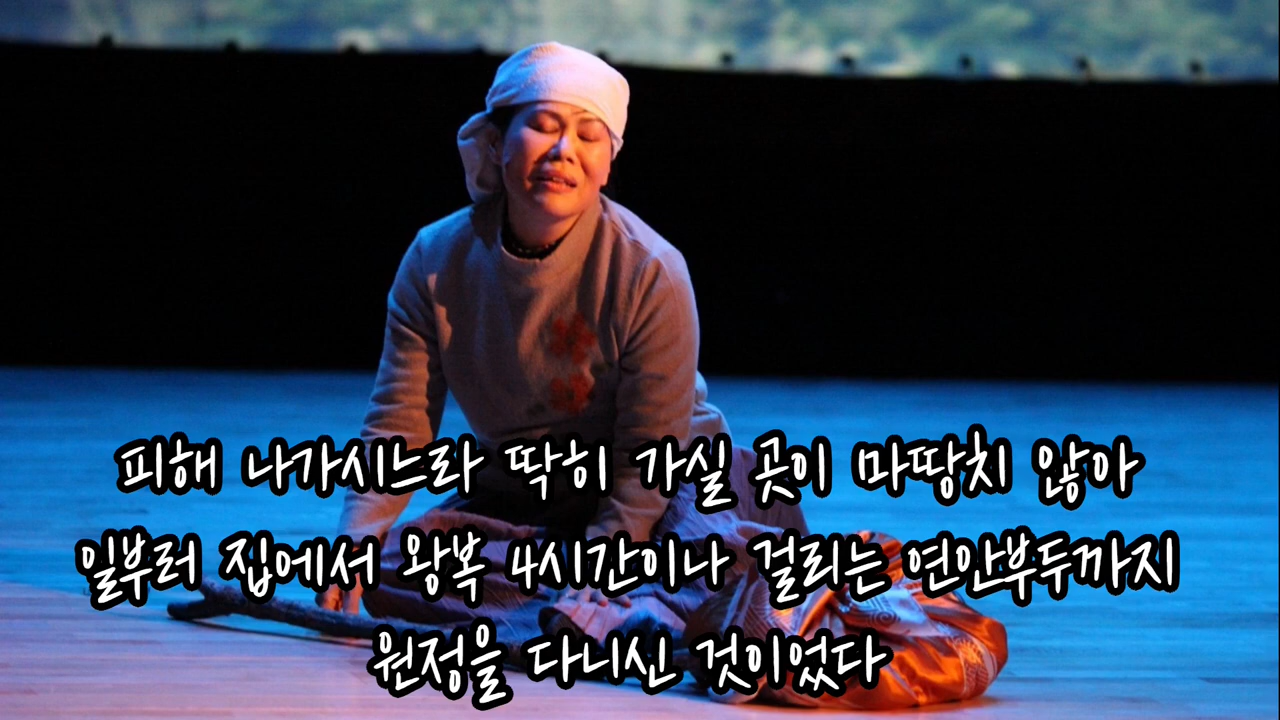 피해 나가시느라 딱히 가실 곳이 마땅치 않아
일부러 집에서 왕복 4시간이나 걸리는 연안부두까지
원정을 다니신 것이었다